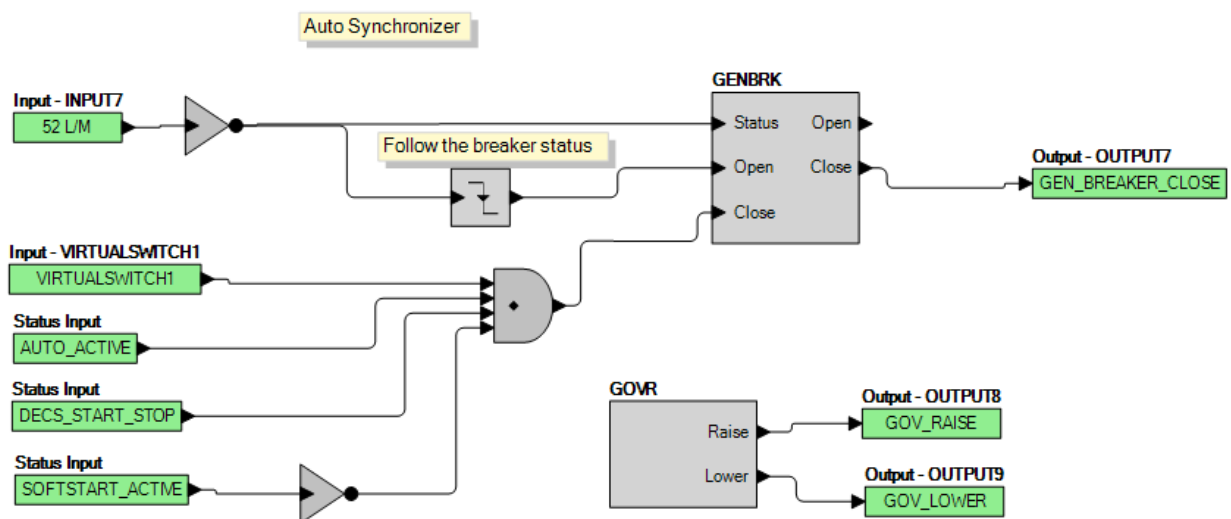 Auto Synchronizer
GENBRK
Input - INPUT7
52 L/M
Status
Open
Follow the breaker status
Open
Close
Output - OUTPUT7
GEN_BREAKER_CLOSE
Close
Input - VIRTUALSWITCH1
VIRTUALSWITCH1
Status Input
AUTO_ACTIVE
Status Input
DECS_START_STOP
GOVR
Output - OUTPUT8
Raise
GOV_RAISE
Status Input
SOFTSTART_ACTIVE
Lower
Output - OUTPUT9
GOV_LOWER